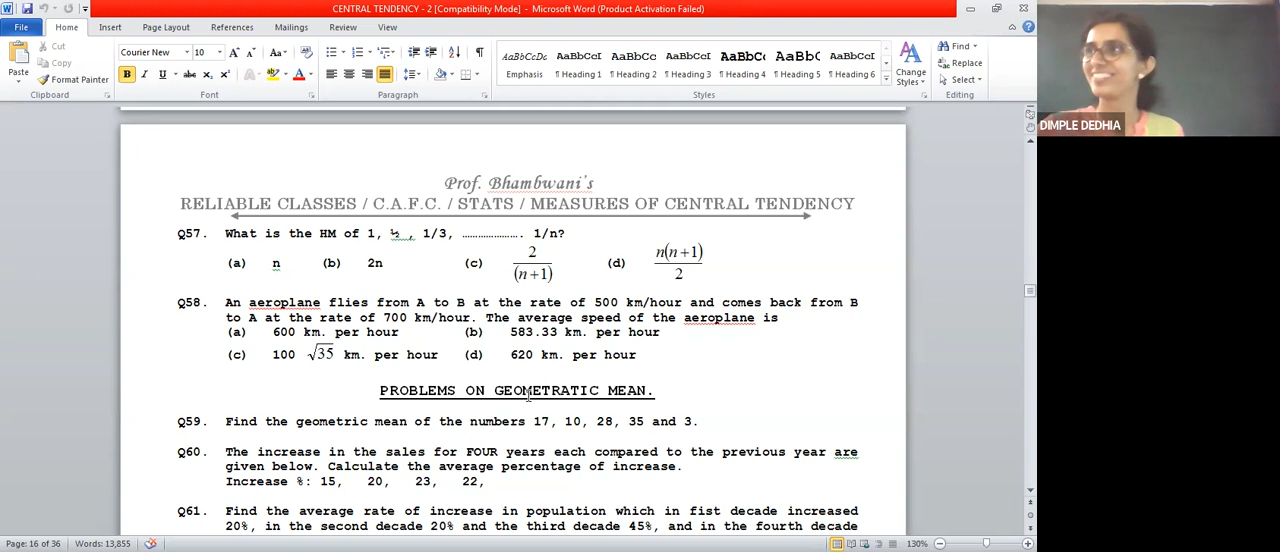 CENTRAL TENDENCY - 2 [Compatibility Mode] - Microsoft Word (Product Activation Failed)
File Home Insert Page Layout References Mailings Review View
Cut
Copy
Format Painter
Paste
Clipboard
Courier New 10
Font
Paragraph
AaBbCcDc AaBbCcI AaBbCcI AaBbCcI AaBbCcI AaBbCcI AaBbCcI
Emphasis ¶ Heading 1 ¶ Heading 2 ¶ Heading 3 ¶ Heading 4 ¶ Heading 5 ¶ Heading 6
Styles
Change Styles
Find
Replace
Select
Editing
DIMPLE DEDHIA
Prof. Bhambwani's
RELIABLE CLASSES / C.A.F.C. / STATS / MEASURES OF CENTRAL TENDENCY
Q57. What is the HM of 1, ½ , 1/3, …………………. 1/n?
(a) n (b) 2n (c) 2/(n+1) (d) n(n+1)/2
Q58. An aeroplane flies from A to B at the rate of 500 km/hour and comes back from B
to A at the rate of 700 km/hour. The average speed of the aeroplane is
(a) 600 km. per hour (b) 583.33 km. per hour
(c) 100 √35 km. per hour (d) 620 km. per hour
PROBLEMS ON GEOMETRATIC MEAN.
Q59. Find the geometric mean of the numbers 17, 10, 28, 35 and 3.
Q60. The increase in the sales for FOUR years each compared to the previous year are
given below. Calculate the average percentage of increase.
Increase %: 15, 20, 23, 22,
Q61. Find the average rate of increase in population which in fist decade increased
20%, in the second decade 20% and the third decade 45%, and in the fourth decade
Page: 16 of 36 Words: 13,855 130%